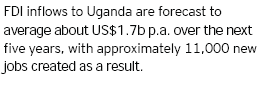 FDI inflows to Uganda are forecast to
average about US$1.7b p.a. over the next
five years, with approximately 11,000 new
jobs created as a result.